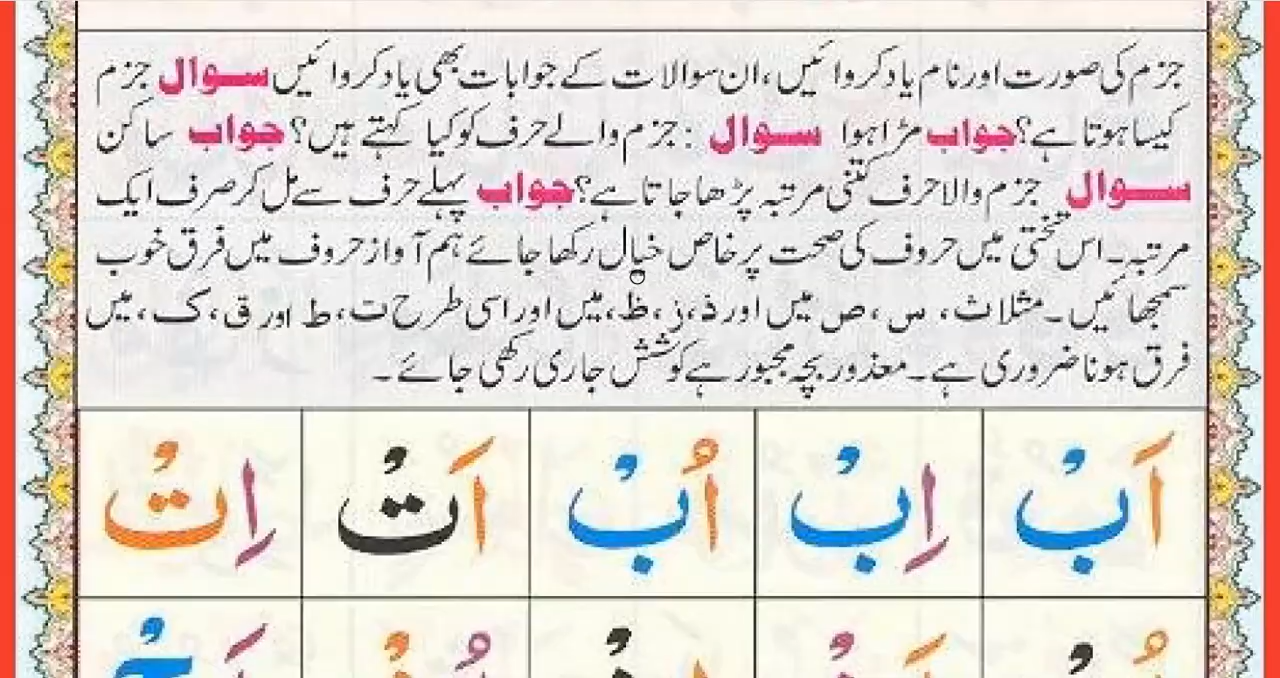 جزم کی صورت اور نام یاد کروائیں، ان سوالات کے جوابات بھی یاد کروائیں سوال جزم
کیسا ہوتا ہے؟ جواب مڑا ہوا سوال : جزم والے حرف کو کیا کہتے ہیں؟ جواب ساکن
سوال جزم والا حرف کتنی مرتبہ پڑھا جاتا ہے؟ جواب پہلے حرف سے مل کر صرف ایک
مرتبہ۔ اس تختی میں حروف کی صحت پر خاص خیال رکھا جائے ہم آواز حروف میں فرق خوب
سمجھائیں۔ مثلا ث، س، ص میں اور ذ، ز، ظ، میں اور اسی طرح ت، ط اور ق، ک، میں
فرق ہونا ضروری ہے۔ معذور بچہ مجبور ہے کوشش جاری رکھی جائے۔
اَبْ اِبْ اُبْ اَتْ اِتْ